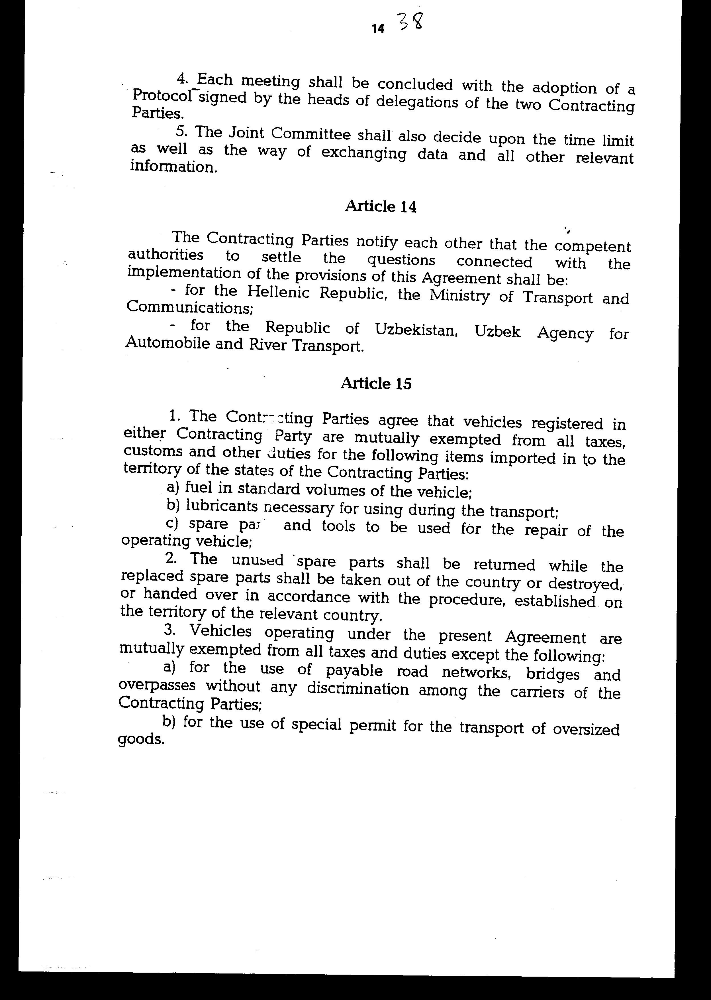 14 38
4. Each meeting shall be concluded with the adoption of a
Protocol signed by the heads of delegations of the two Contracting
Parties.
5. The Joint Committee shall also decide upon the time limit
as well as the way of exchanging data and all other relevant
information.
Article 14
The Contracting Parties notify each other that the competent
authorities to settle the questions connected with the
implementation of the provisions of this Agreement shall be:
- for the Hellenic Republic, the Ministry of Transport and
Communications;
- for the Republic of Uzbekistan, Uzbek Agency for
Automobile and River Transport.
Article 15
1. The Contracting Parties agree that vehicles registered in
either Contracting Party are mutually exempted from all taxes,
customs and other duties for the following items imported in to the
territory of the states of the Contracting Parties:
a) fuel in standard volumes of the vehicle;
b) lubricants necessary for using during the transport;
c) spare and tools to be used for the repair of the
operating vehicle;
2. The unused spare parts shall be returned while the
replaced spare parts shall be taken out of the country or destroyed,
or handed over in accordance with the procedure, established on
the territory of the relevant country.
3. Vehicles operating under the present Agreement are
mutually exempted from all taxes and duties except the following:
a) for the use of payable road networks, bridges and
overpasses without any discrimination among the carriers of the
Contracting Parties;
b) for the use of special permit for the transport of oversized
goods.